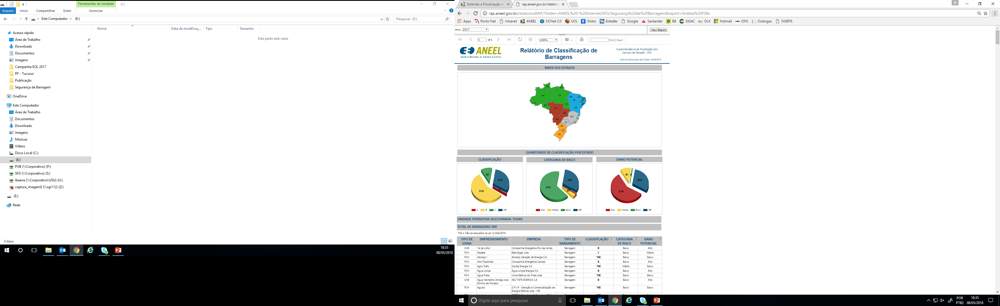 Ferramentas de Unidade
(E:)
Arquivo
Início
Compartilhar
Exibir
Gerenciar
Este Computador > (E:)
Pesquisar (E:)
Nome
Data de modificaç...
Tipo
Tamanho
Esta pasta está vazia.
Acesso rápido
Área de Trabalho
Downloads
Documentos
Imagens
Campanha EOL 2017
PF - Tucuruí
Publicação
Segurança de Barragem
OneDrive
Este Computador
Área de Trabalho
Documentos
Downloads
Imagens
Músicas
Vídeos
Disco Local (C:)
(E:)
PUB (\\Corporativo) (P:)
SFG (\\Corporativo) (S:)
lbaena (\\Corporativo\USU) (U:)
captura_imagem$ (\\sgr112) (Z:)
(E:)
Rede
0 itens
18:35
08/05/2018
Entenda a Fiscalização d
rap.aneel.gov.br/relatorio
rap.aneel.gov.br/relatoriosRAP/?folder=ANEEL%20-%20Internet/SFG/Segurança%20de%20Barragem&report=Análise%20FSBs
Apps Ponto Net Intranet ANEEL SICNet 2.0 UOL Globo Estadão Google Santander BB SIGAC OLX Hotmail ONS Outorgas SIGEFIS
Ano: 2017
View Report
1 of 1
100%
Find | Next
ANEEL
AGÊNCIA NACIONAL DE ENERGIA ELÉTRICA
Relátório de Classificação de
Barragens
Superintendência de Fiscalização dos
Serviços de Geração - SFG
Data de Atualização dos Dados: 04/05/2018
MAPA DOS ESTADOS
RR
AP
AM
PA
MA
CE
PI
AC
RO
TO
BA
MT
GO
MG
ES
MS
SP
RJ
PR
SC
RS
QUANTIDADE DE CLASSIFICAÇÃO POR ESTADO
CLASSIFICAÇÃO
CATEGORIA DE RISCO
DANO POTENCIAL
97
274
510
274
575
32
91
6
274
519
A B C NE*
Alto Médio Baixo NE*
Alto Médio Baixo NE*
UNIDADE FEDERATIVA SELECIONADA: TODAS
TOTAL DE BARRAGENS: 890
*NE = Não se enquadra na Lei 12.334/2010
TIPO DE USINA EMPREENDIMENTO EMPRESA TIPO DE BARRAMENTO CLASSIFICAÇÃO CATEGORIA DE RISCO DANO POTENCIAL
UHE 14 de Julho Companhia Energética Rio das Antas Barragem B Baixo Alto
PCH Abaeté Eletroligas Ltda Barragem C Baixo Médio
PCH Abranjo I Abranjo Geração de Energia S.A Barragem *NE Baixo Baixo
PCH Ado Popinhaki Companhia Energética Canoas Barragem B Baixo Alto
PCH Agro Trafo Socibe Energia S.A Barragem *NE Médio Baixo
PCH Água Limpa Água Limpa Energia S.A Barragem B Baixo Alto
PCH Água Prata Usina Elétrica do Prata Ltda Barragem *NE Baixo Baixo
UHE Água Vermelha (Antiga José Ermírio de Moraes) AES TIETE ENERGIA S.A Barragem B Baixo Alto
PCH Agudo S.P.V.R - Geração e Comercialização de Energia Elétrica Ltda - ME Barragem *NE Baixo Baixo
Digite aqui para pesquisar
POR
PTB2
18:35
08/05/2018